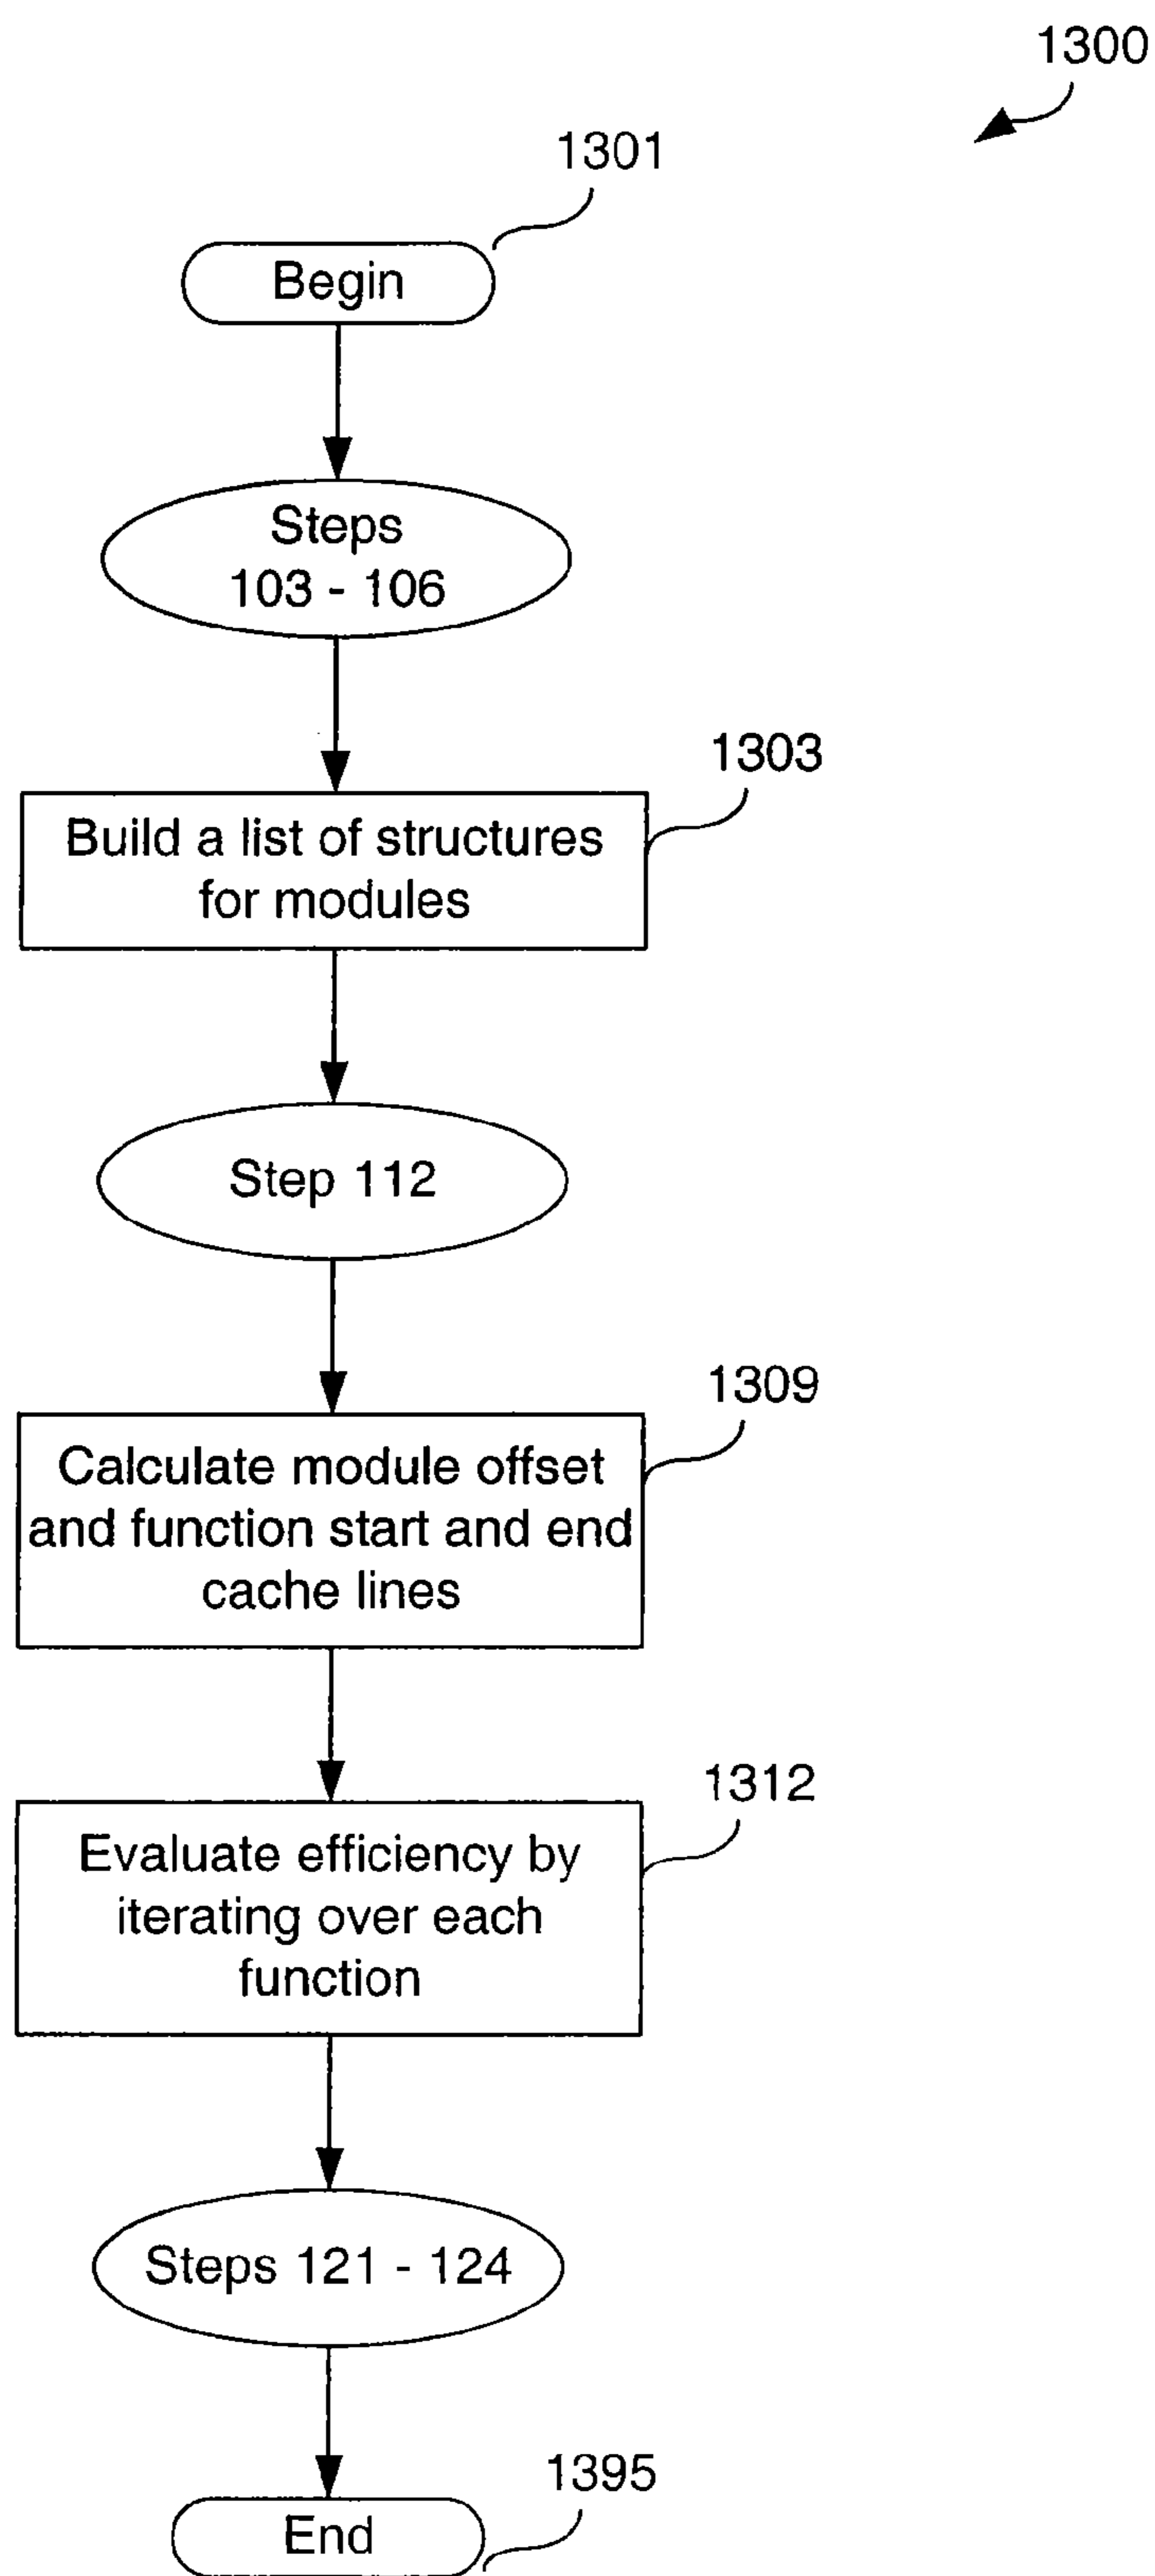 1300
1301
Begin
Steps
103 - 106
1303
Build a list of structures
for modules
Step 112
1309
Calculate module offset
and function start and end
cache lines
1312
Evaluate efficiency by
iterating over each
function
Steps 121 - 124
1395
End